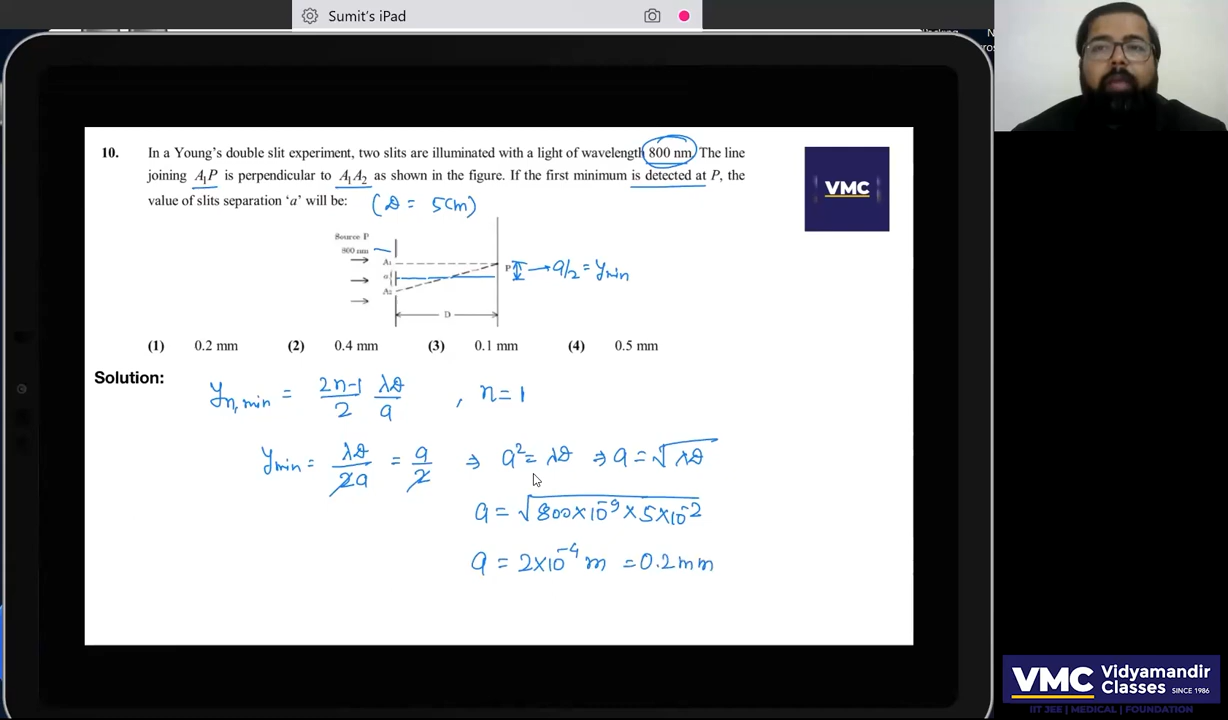 Sumit's iPad
10. In a Young's double slit experiment, two slits are illuminated with a light of wavelength 800 nm. The line
joining A₁P is perpendicular to A₁A₂ as shown in the figure. If the first minimum is detected at P, the
value of slits separation 'a' will be: (D = 5cm)
Source P
800 nm
A₁
a
A₂
P → a/2 = yₘᵢₙ
D
(1) 0.2 mm (2) 0.4 mm (3) 0.1 mm (4) 0.5 mm
Solution:
yₙ,ₘᵢₙ = (2n-1)/2 λD/a , n = 1
yₘᵢₙ = λD/2a = a/2 ⇒ a² = λD ⇒ a = √λD
a = √800×10⁻⁹×5×10⁻²
a = 2×10⁻⁴ m = 0.2mm
VMC
VMC Vidyamandir
Classes SINCE 1986
IIT JEE | MEDICAL | FOUNDATION